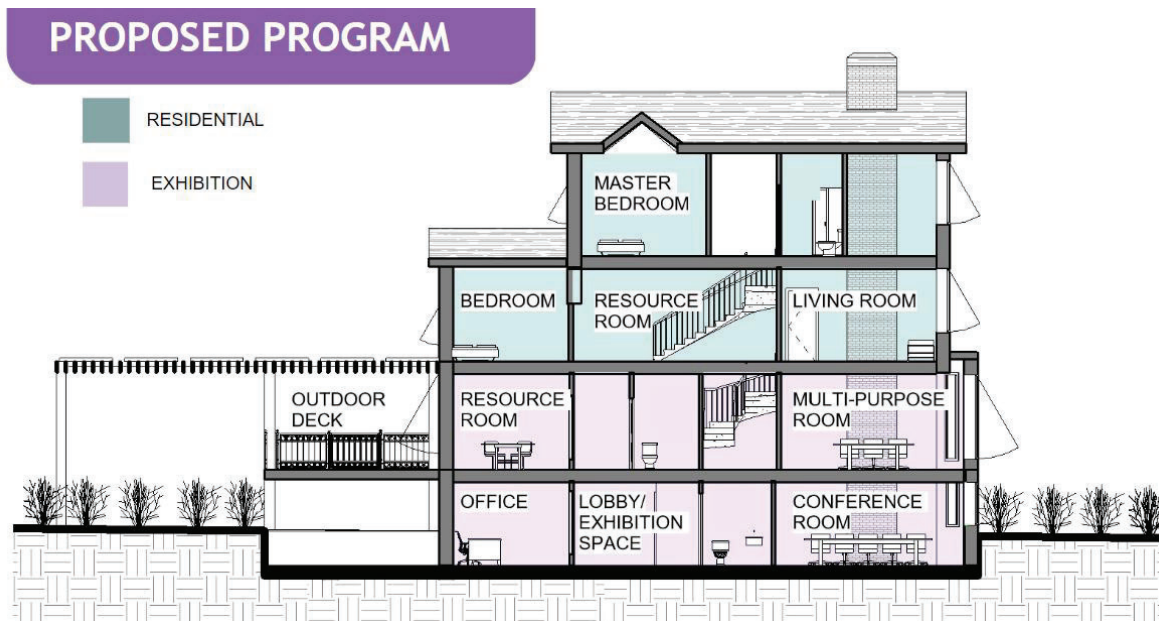 PROPOSED PROGRAM
RESIDENTIAL
EXHIBITION
MASTER
BEDROOM
BEDROOM
RESOURCE
ROOM
LIVING ROOM
OUTDOOR
DECK
RESOURCE
ROOM
MULTI-PURPOSE
ROOM
OFFICE
LOBBY/
EXHIBITION
SPACE
CONFERENCE
ROOM